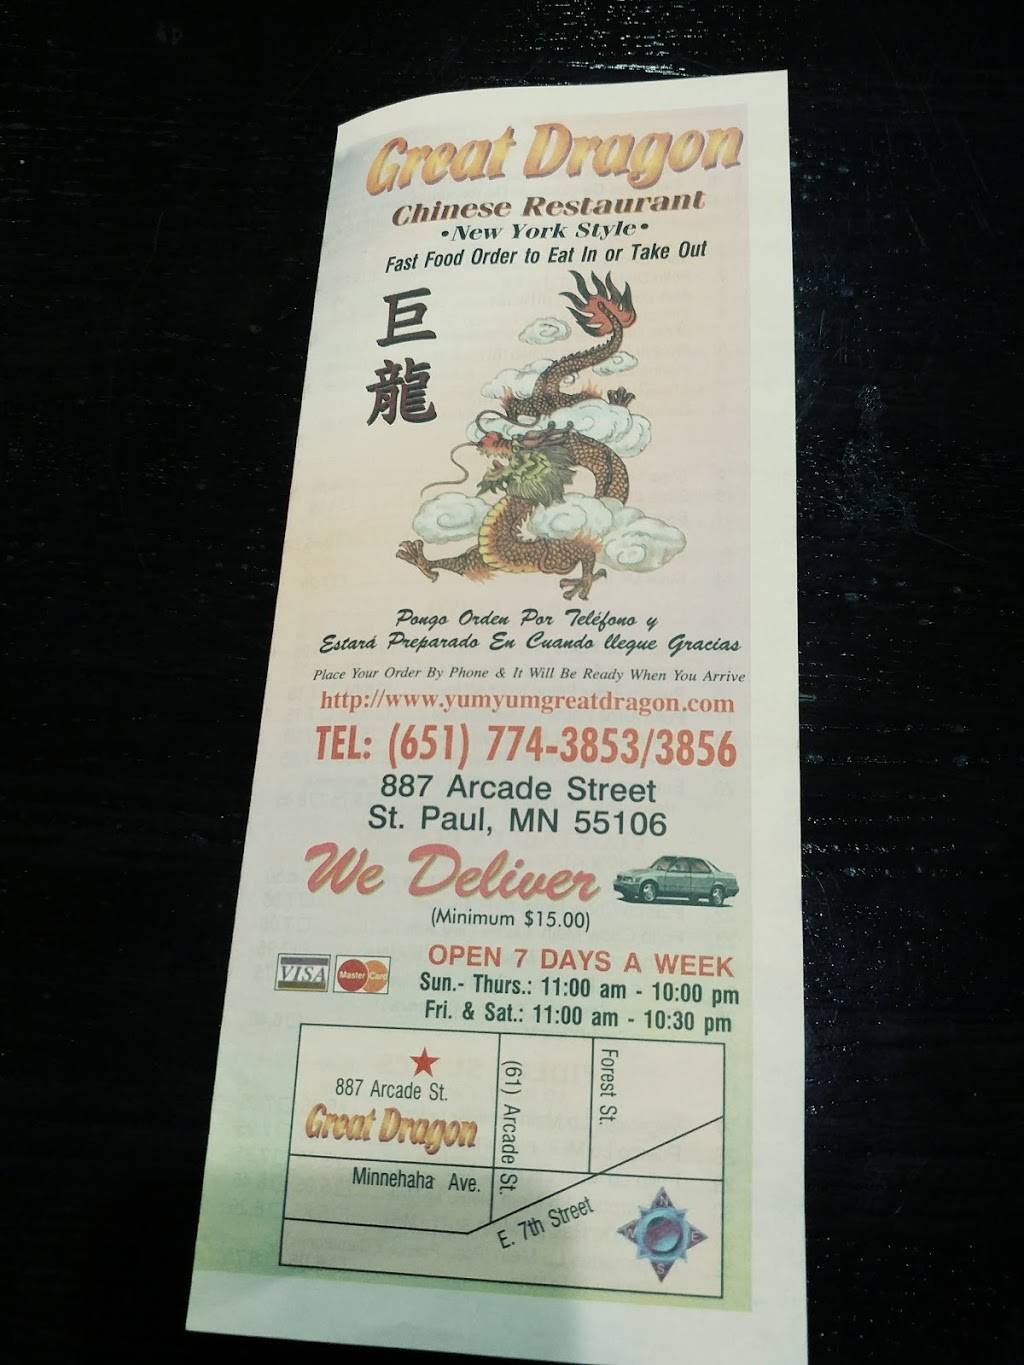 Great Dragon
Chinese Restaurant
•New York Style•
Fast Food Order to Eat In or Take Out
巨
龍
Pongo Orden Por Teléfono y
Estará Preparado En Cuando llegue Gracias
Place Your Order By Phone & It Will Be Ready When You Arrive
http://www.yumyumgreatdragon.com
TEL: (651) 774-3853/3856
887 Arcade Street
St. Paul, MN 55106
We Deliver
(Minimum $15.00)
OPEN 7 DAYS A WEEK
VISA
MasterCard
Sun.- Thurs.: 11:00 am - 10:00 pm
Fri. & Sat.: 11:00 am - 10:30 pm
887 Arcade St.
Great Dragon
(61) Arcade St.
Forest St.
Minnehaha Ave.
E. 7th Street
N
W
E
S